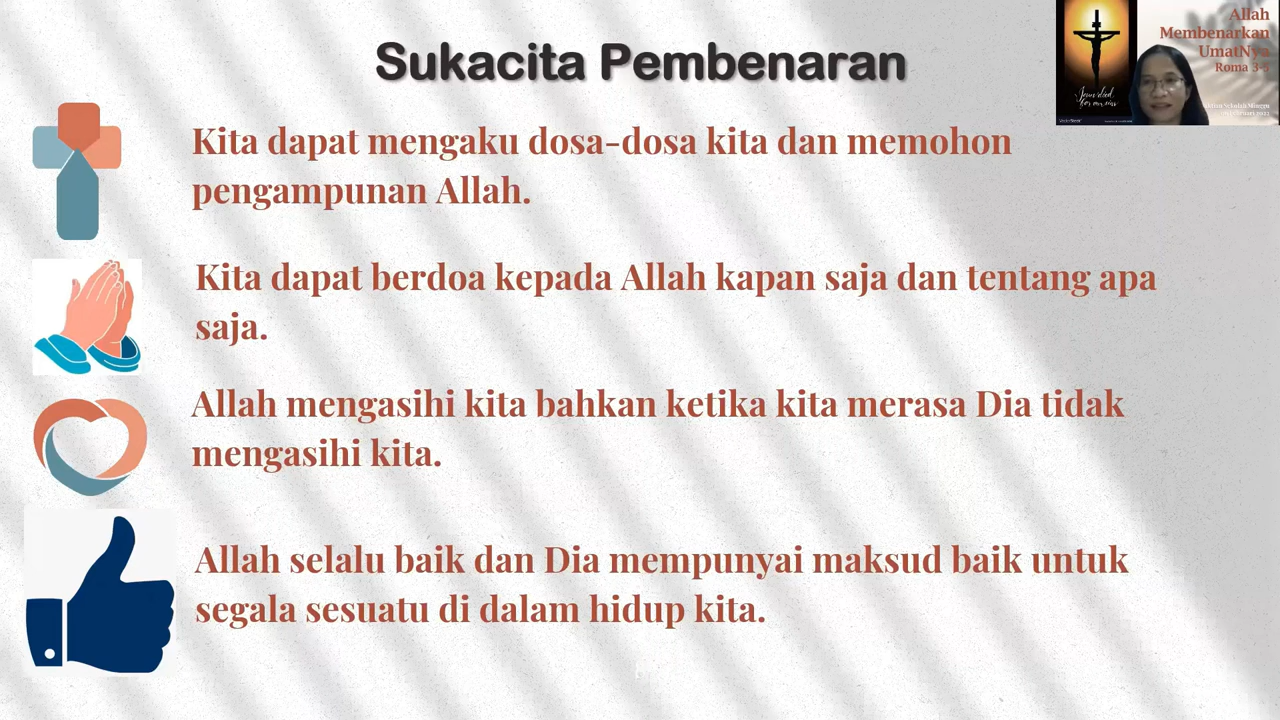 Sukacita Pembenaran
Allah
Membenarkan
UmatNya
Roma 3-5
Kita dapat mengaku dosa-dosa kita dan memohon
pengampunan Allah.
Kita dapat berdoa kepada Allah kapan saja dan tentang apa
saja.
Allah mengasihi kita bahkan ketika kita merasa Dia tidak
mengasihi kita.
Allah selalu baik dan Dia mempunyai maksud baik untuk
segala sesuatu di dalam hidup kita.